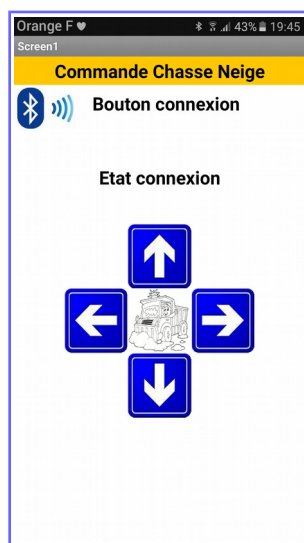 Orange F ♥ 43% 19:45
Screen1
Commande Chasse Neige
Bouton connexion
Etat connexion